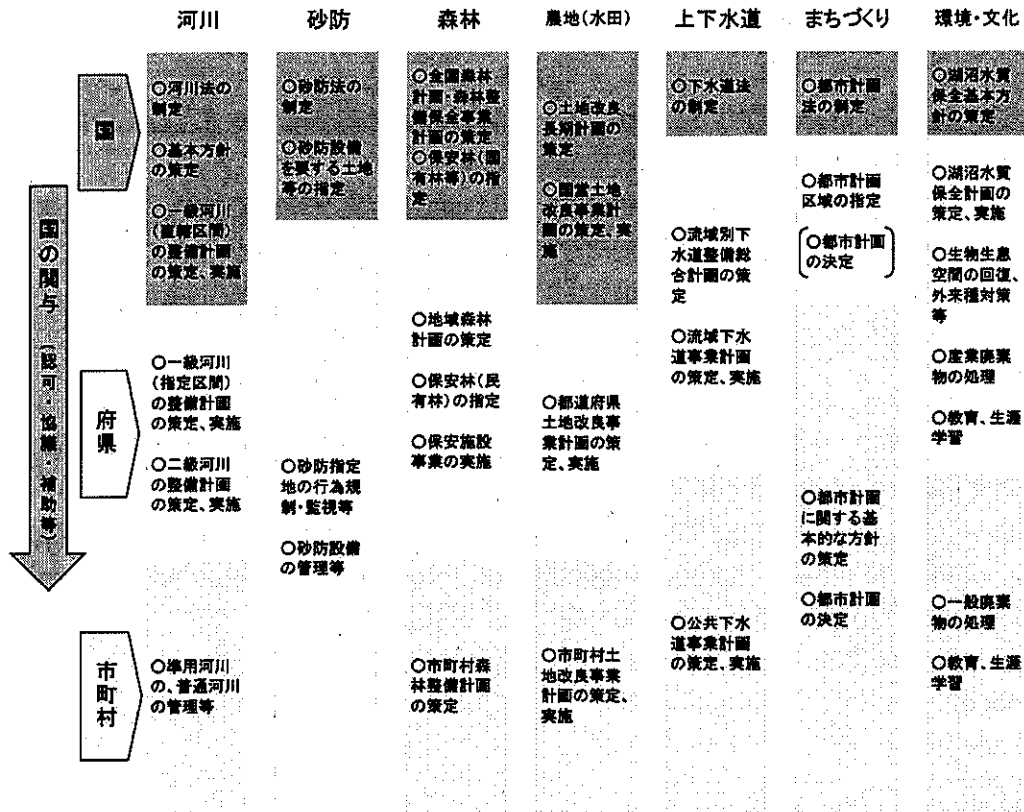 河川
砂防
森林
農地(水田)
上下水道
まちづくり
環境・文化
国
国の関与
(認可・協議・補助等)
府県
市町村
○河川法の
制定
○基本方針
の策定
○一級河川
(直轄区間)
の整備計画
の策定、実施
○一級河川
(指定区間)
の整備計画
の策定、実施
○二級河川
の整備計画
の策定、実施
○準用河川
の、普通河川
の管理等
○砂防法の
制定
○砂防設備
を要する土地
等の指定
○砂防指定
地の行為規
制・監視等
○砂防設備
の管理等
○全国森林
計画・森林整
備保全事業
計画の策定
○保安林(国
有林等)の指
定
○地域森林
計画の策定
○保安林(民
有林)の指定
○保安施設
事業の実施
○市町村森
林整備計画
の策定
○土地改良
長期計画の
策定
○国営土地
改良事業計
画の策定、実
施
○都道府県
土地改良事
業計画の策
定、実施
○市町村土
地改良事業
計画の策定、
実施
○下水道法
の制定
○流域別下
水道整備総
合計画の策
定
○流域下水
道事業計画
の策定、実施
○公共下水
道事業計画
の策定、実施
○都市計画
法の制定
○都市計画
区域の指定
○都市計画
の決定
○都市計画
に関する基
本的な方針
の策定
○都市計画
の決定
○湖沼水質
保全基本方
針の策定
○湖沼水質
保全計画の
策定、実施
○生物生息
空間の回復、
外来種対策
等
○産業廃棄
物の処理
○教育、生涯
学習
○一般廃棄
物の処理
○教育、生涯
学習